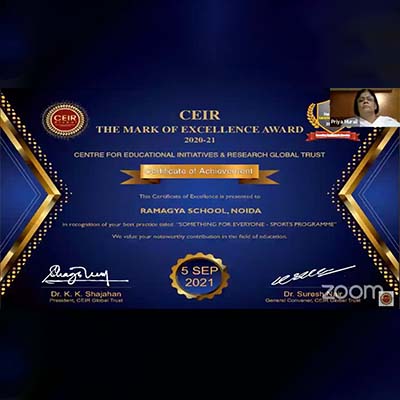 CEIR
CEIR
THE MARK OF EXCELLENCE AWARD
2020-21
CENTRE FOR EDUCATIONAL INITIATIVES & RESEARCH GLOBAL TRUST
Certificate of Achievement
This Certificate of Excellence is presented to
RAMAGYA SCHOOL, NOIDA
in recognition of your best practice titled "SOMETHING FOR EVERYONE - SPORTS PROGRAMME"
We value your noteworthy contribution in the field of education.
5 SEP
2021
Dr. K. K. Shajahan
President, CEIR Global Trust
Dr. Suresh
General Convener, CEIR Global Trust
zoom